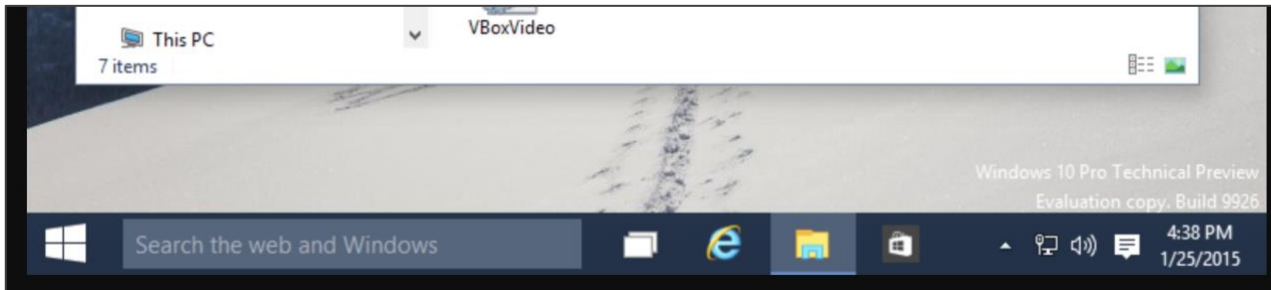 VBoxVideo
This PC
7 items
Windows 10 Pro Technical Preview
Evaluation copy. Build 9926
Search the web and Windows
4:38 PM
1/25/2015